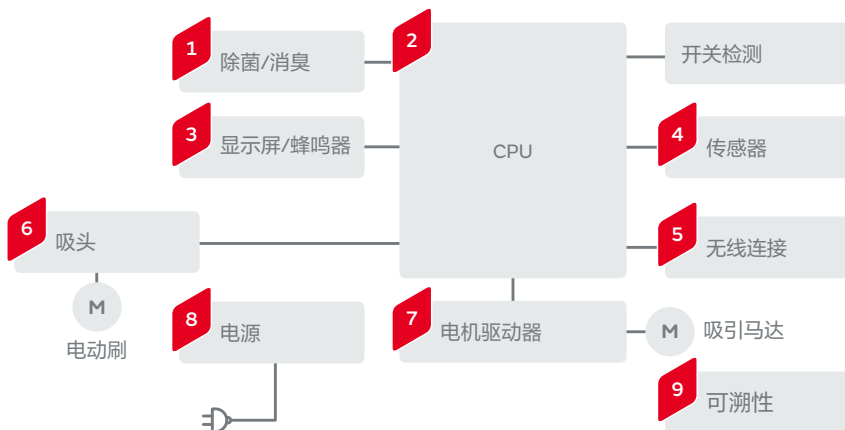 1
除菌/消臭
2
CPU
开关检测
3
显示屏/蜂鸣器
4
传感器
6
吸头
5
无线连接
M
电动刷
8
电源
7
电机驱动器
M
吸引马达
9
可溯性